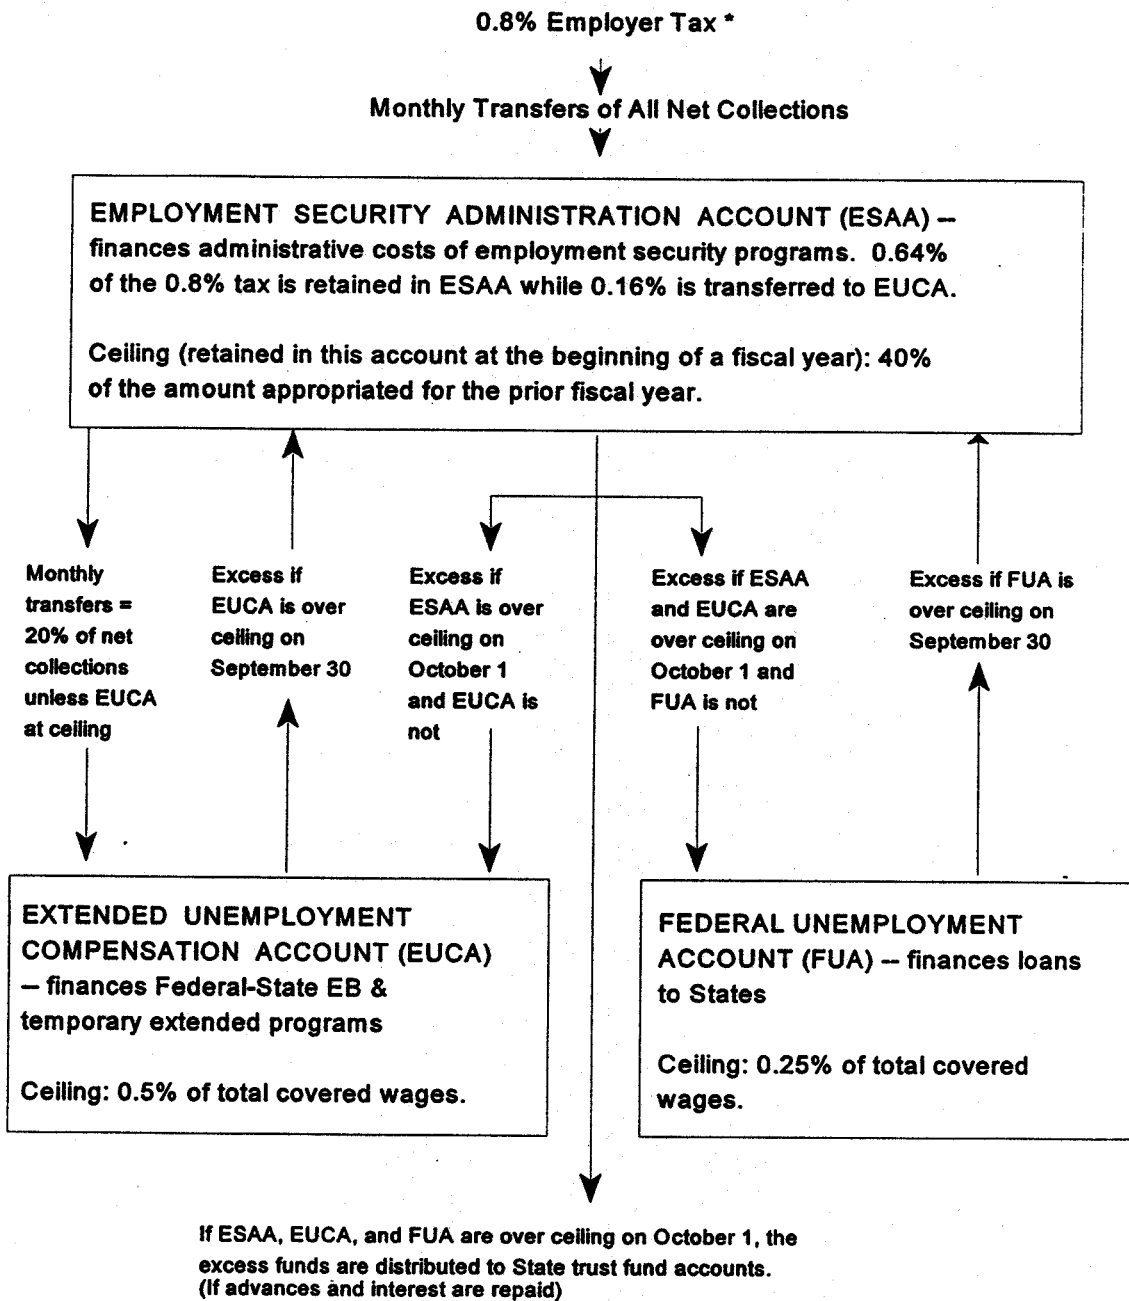 0.8% Employer Tax *
Monthly Transfers of All Net Collections
EMPLOYMENT SECURITY ADMINISTRATION ACCOUNT (ESAA) –
finances administrative costs of employment security programs. 0.64%
of the 0.8% tax is retained in ESAA while 0.16% is transferred to EUCA.
Ceiling (retained in this account at the beginning of a fiscal year): 40%
of the amount appropriated for the prior fiscal year.
Monthly
transfers =
20% of net
collections
unless EUCA
at ceiling
Excess if
EUCA is over
ceiling on
September 30
Excess if
ESAA is over
ceiling on
October 1
and EUCA is
not
Excess if ESAA
and EUCA are
over ceiling on
October 1 and
FUA is not
Excess if FUA is
over ceiling on
September 30
EXTENDED UNEMPLOYMENT
COMPENSATION ACCOUNT (EUCA)
– finances Federal-State EB &
temporary extended programs
Ceiling: 0.5% of total covered wages.
FEDERAL UNEMPLOYMENT
ACCOUNT (FUA) – finances loans
to States
Ceiling: 0.25% of total covered
wages.
If ESAA, EUCA, and FUA are over ceiling on October 1, the
excess funds are distributed to State trust fund accounts.
(If advances and interest are repaid)